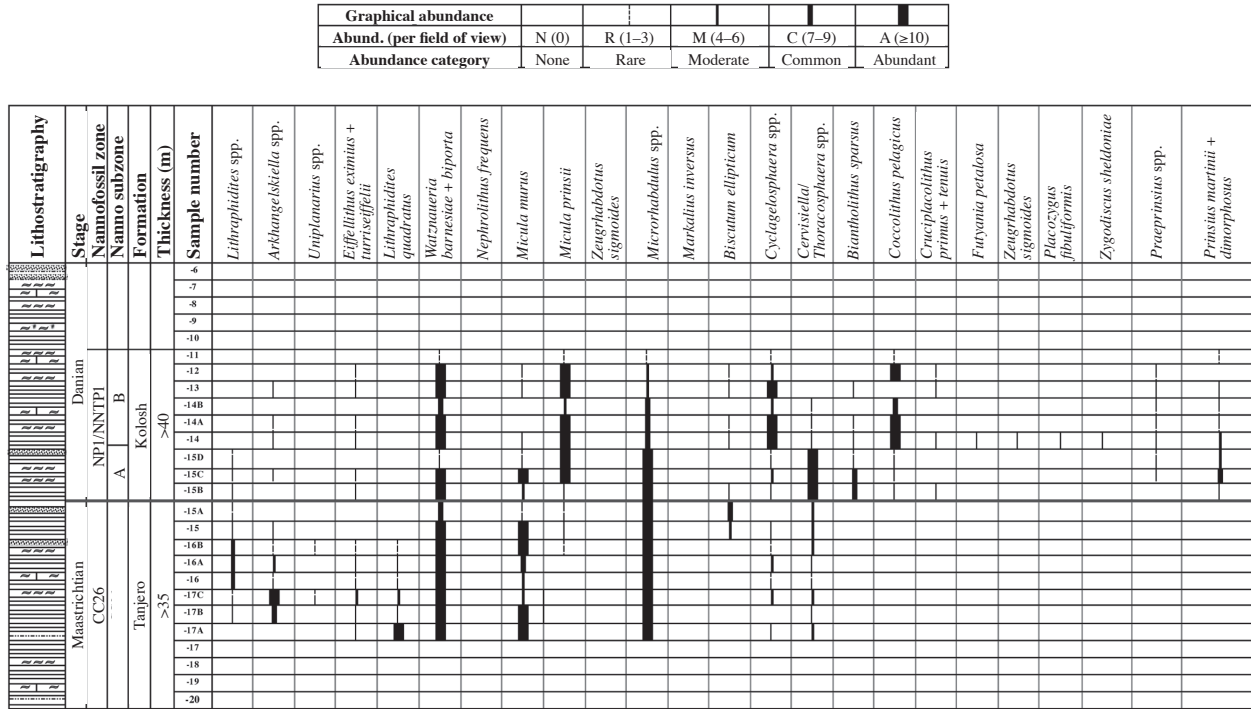 Graphical abundance
Abund. (per field of view) N (0) R (1–3) M (4–6) C (7–9) A (≥10)
Abundance category None Rare Moderate Common Abundant
Lithostratigraphy
Stage
Nannofossil zone
Nanno subzone
Formation
Thickness (m)
Sample number
Lithraphidites spp.
Arkhangelskiella spp.
Uniplanarius spp.
Eiffellithus eximius +
turriseiffelii
Lithraphidites
quadratus
Watznaueria
barnesiae + biporta
Nephrolithus frequens
Micula murus
Micula prinsii
Zeugrhabdotus
sigmoides
Microrhabdulus spp.
Markalius inversus
Biscutum ellipticum
Cyclagelosphaera spp.
Cervisiella/
Thoracosphaera spp.
Biantholithus sparsus
Coccolithus pelagicus
Cruciplacolithus
primus + tenuis
Futyania petalosa
Zeugrhabdotus
sigmoides
Placozygus
fibuliformis
Zygodiscus sheldoniae
Praeprinsius spp.
Prinsius martinii +
dimorphosus
Danian
NP1/NNTP1
B
A
Kolosh
>40
Maastrichtian
CC26
Tanjero
>35
-6
-7
-8
-9
-10
-11
-12
-13
-14B
-14A
-14
-15D
-15C
-15B
-15A
-15
-16B
-16A
-16
-17C
-17B
-17A
-17
-18
-19
-20